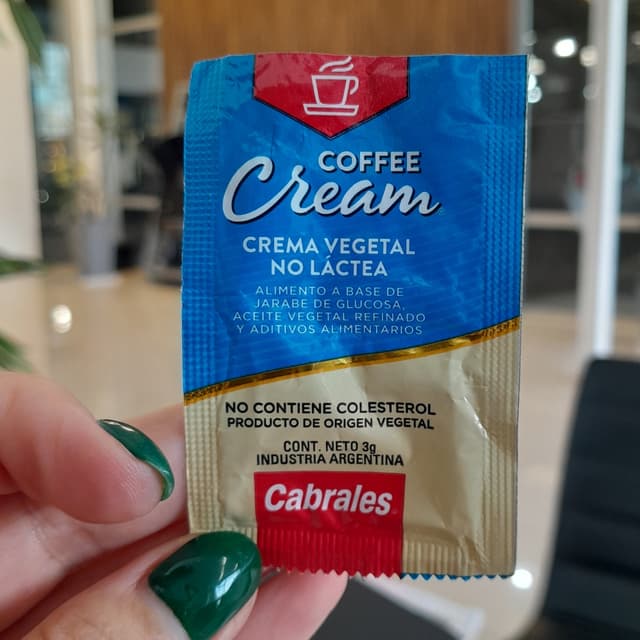 COFFEE
Cream
CREMA VEGETAL
NO LÁCTEA
ALIMENTO A BASE DE
JARABE DE GLUCOSA,
ACEITE VEGETAL REFINADO
Y ADITIVOS ALIMENTARIOS
NO CONTIENE COLESTEROL
PRODUCTO DE ORIGEN VEGETAL
CONT. NETO 3g
INDUSTRIA ARGENTINA
Cabrales